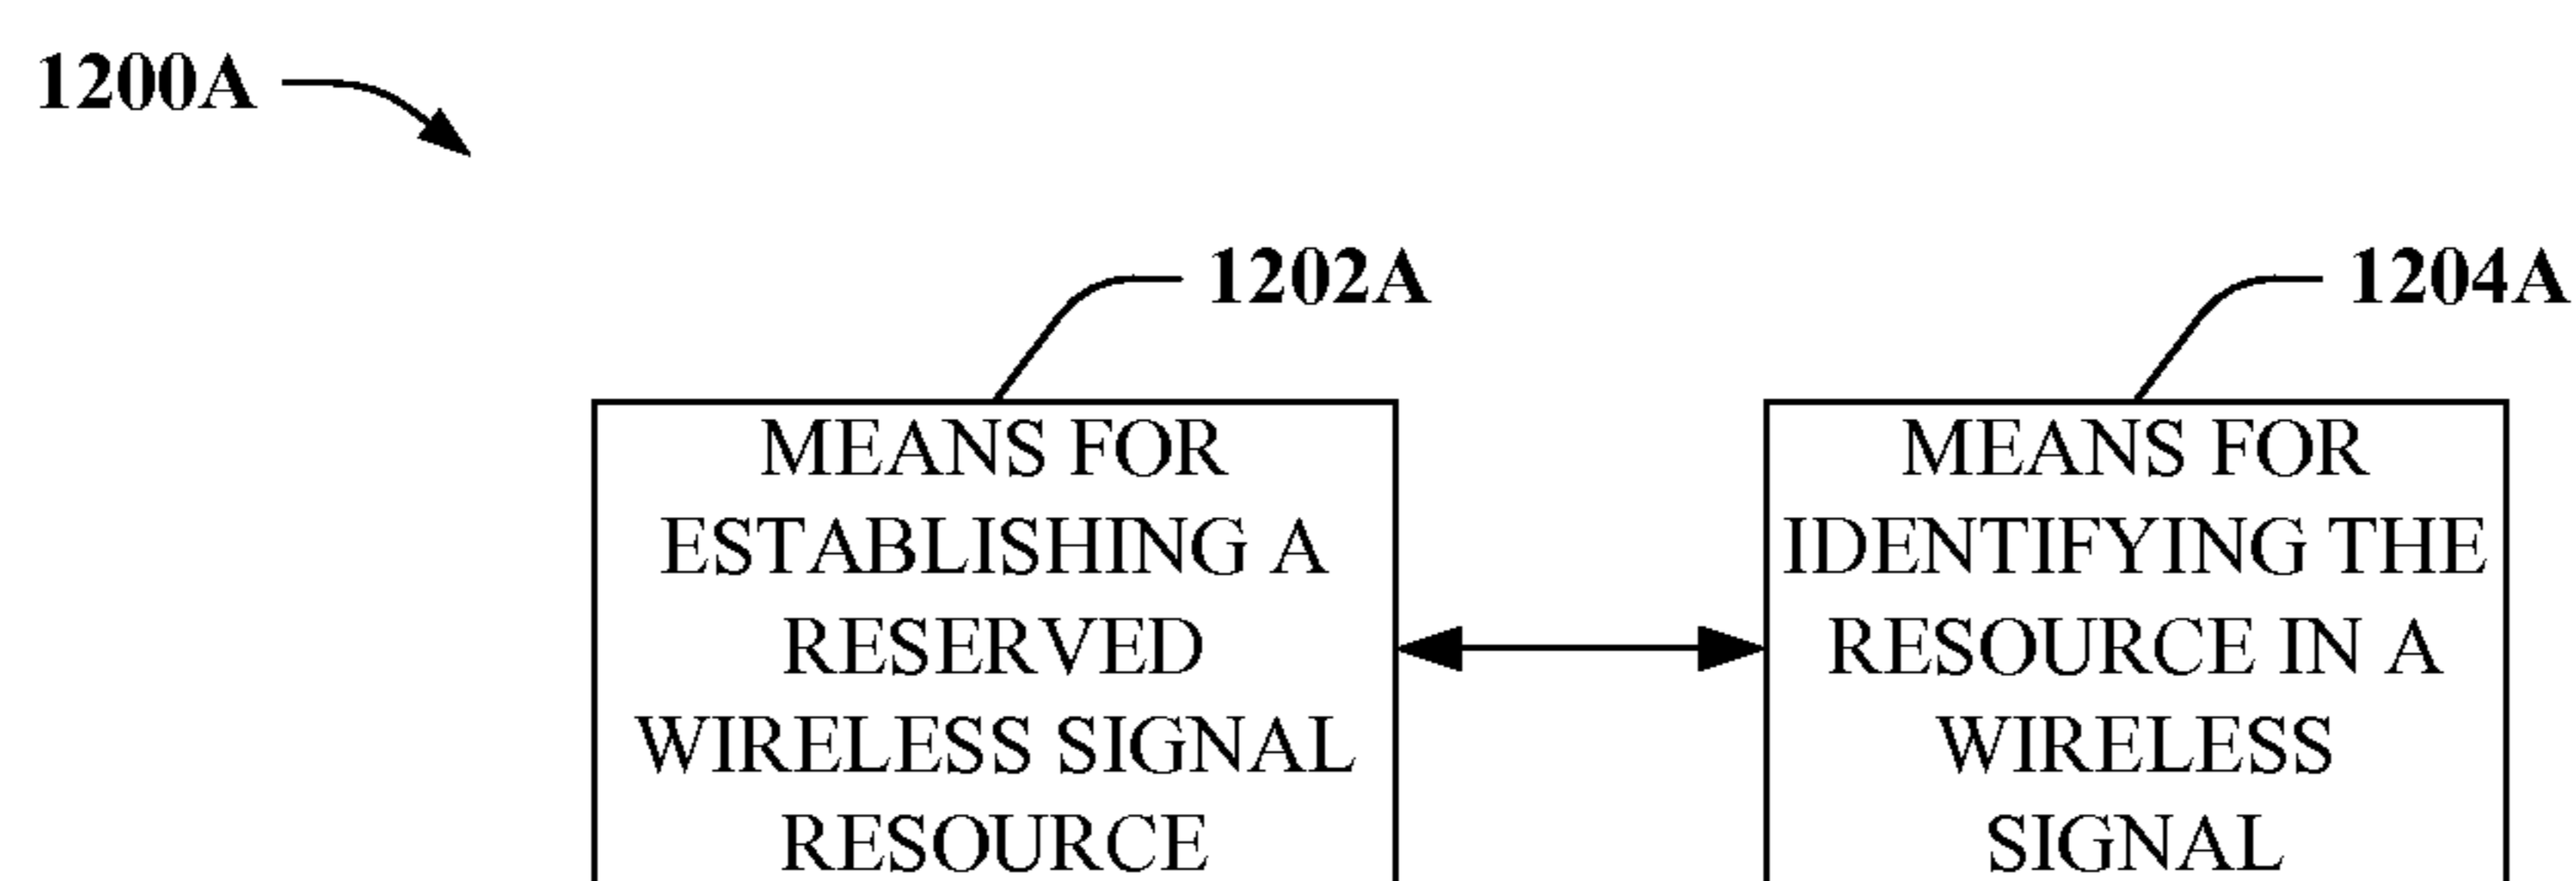 1200A
1202A
1204A
MEANS FOR
ESTABLISHING A
RESERVED
WIRELESS SIGNAL
RESOURCE
MEANS FOR
IDENTIFYING THE
RESOURCE IN A
WIRELESS
SIGNAL